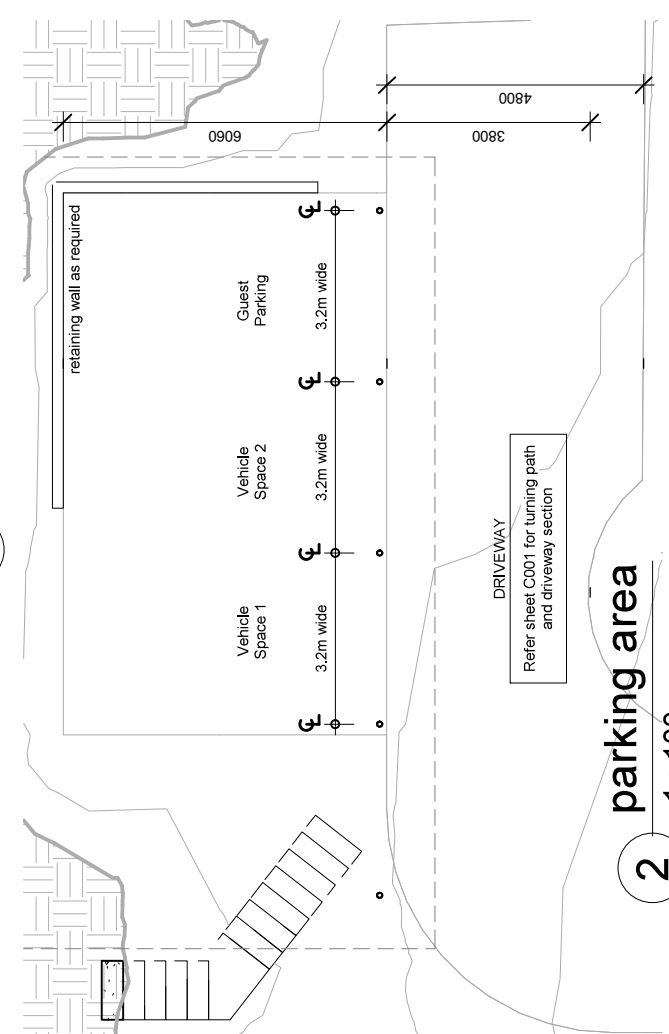 4800
6060
3800
retaining wall as required
Guest
Parking
3.2m wide
Vehicle
Space 2
3.2m wide
Vehicle
Space 1
3.2m wide
DRIVEWAY
Refer sheet C001 for turning path
and driveway section
2
parking area